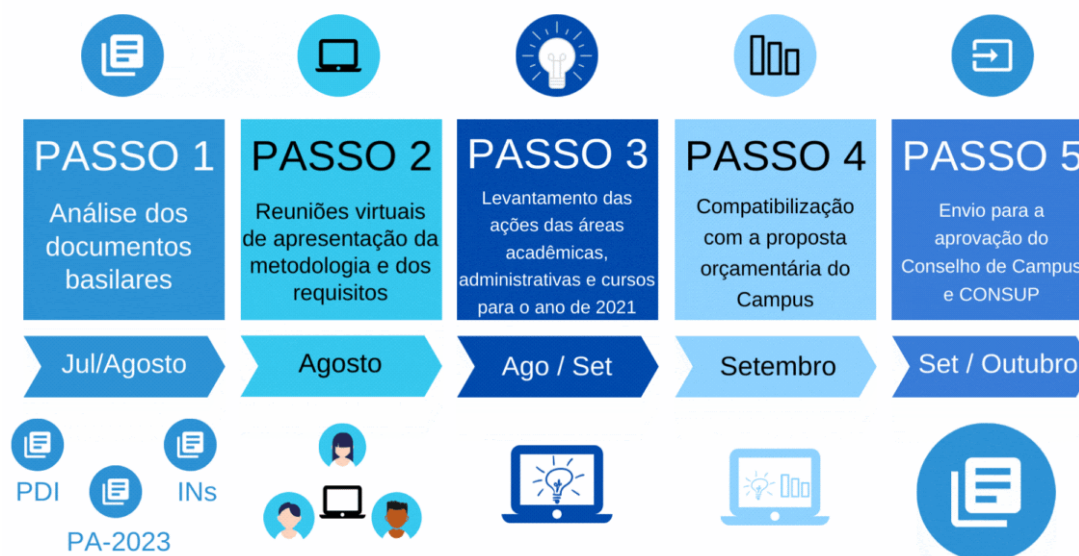 PASSO 1
Análise dos
documentos
basilares
PASSO 2
Reuniões virtuais
de apresentação da
metodologia e dos
requisitos
PASSO 3
Levantamento das
ações das áreas
acadêmicas,
administrativas e cursos
para o ano de 2021
PASSO 4
Compatibilização
com a proposta
orçamentária do
Campus
PASSO 5
Envio para a
aprovação do
Conselho de Campus
e CONSUP
Jul/Agosto
Agosto
Ago / Set
Setembro
Set / Outubro
PDI
INs
PA-2023